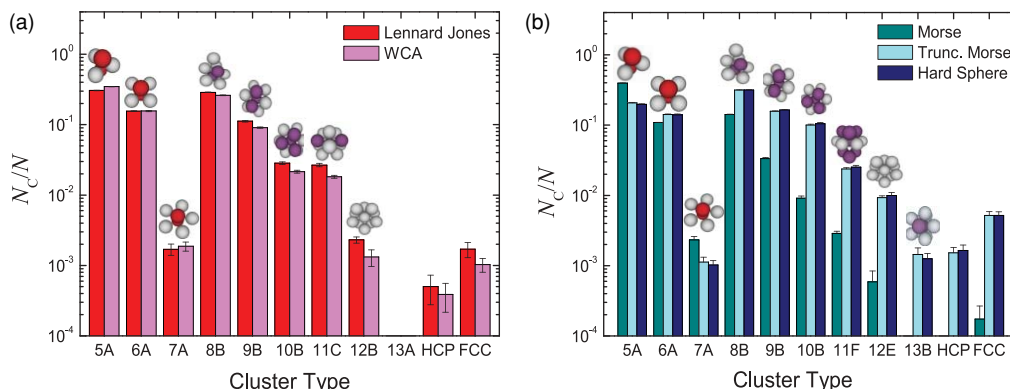 (a)
Lennard Jones
WCA
10^0
10^-1
10^-2
10^-3
10^-4
N_C/N
5A 6A 7A 8B 9B 10B 11C 12B 13A HCP FCC
Cluster Type
(b)
Morse
Trunc. Morse
Hard Sphere
10^0
10^-1
10^-2
10^-3
10^-4
N_C/N
5A 6A 7A 8B 9B 10B 11F 12E 13B HCP FCC
Cluster Type